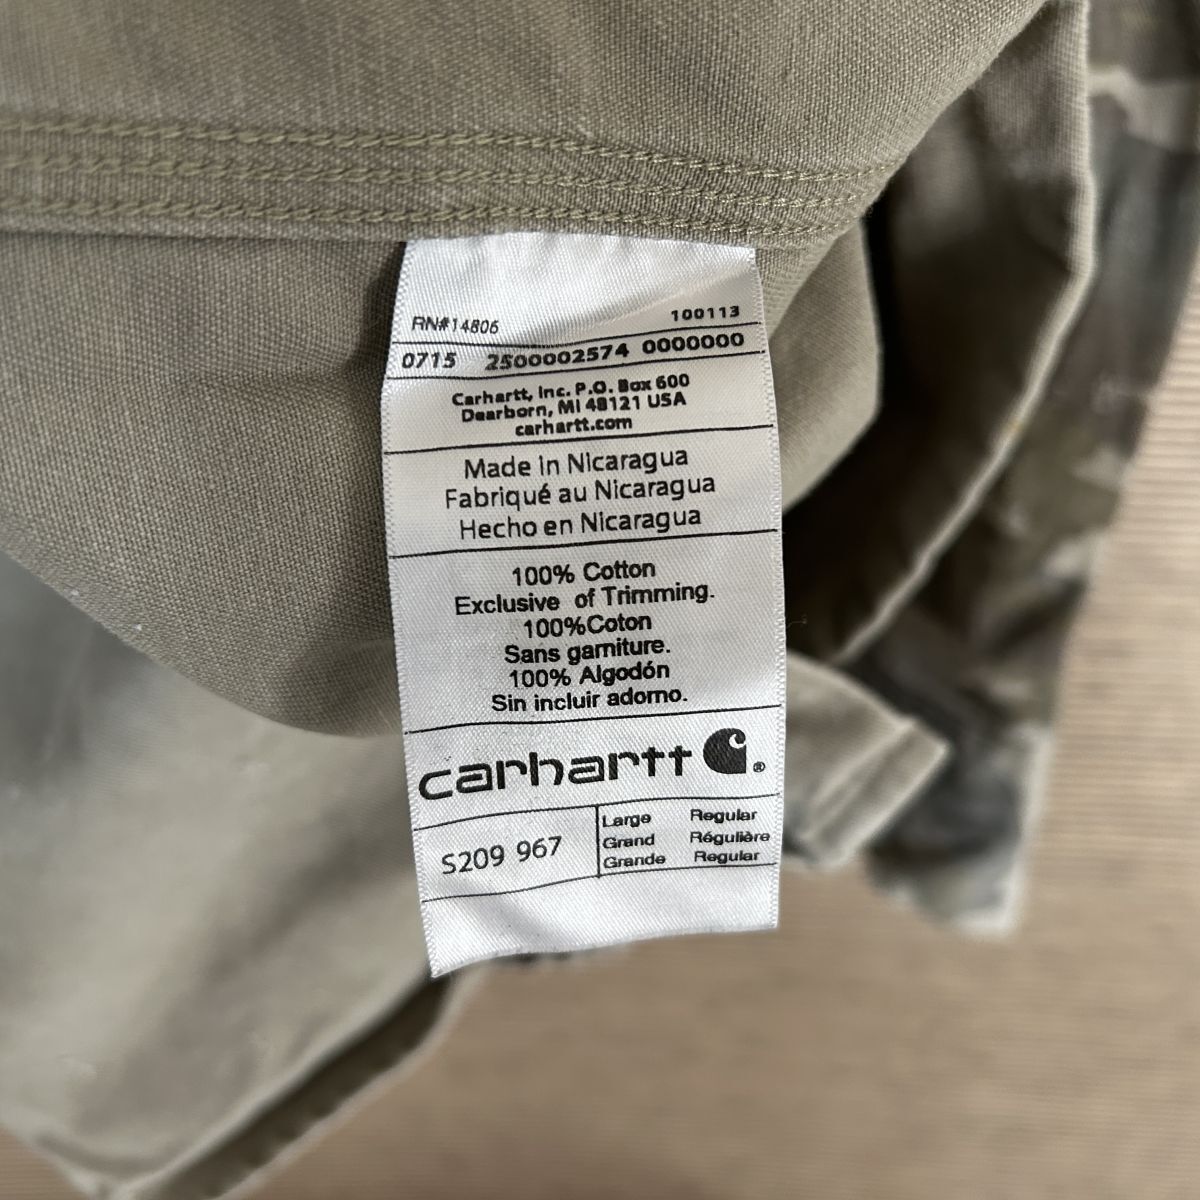 RN#14806 100113
0715 2500002574 0000000
Carhartt, Inc. P.O. Box 600
Dearborn, MI 48121 USA
carhartt.com
Made in Nicaragua
Fabriqué au Nicaragua
Hecho en Nicaragua
100% Cotton
Exclusive of Trimming.
100%Coton
Sans garniture.
100% Algodón
Sin incluir adorno.
carhartt ®
S209 967
Large Regular
Grand Régulière
Grande Regular